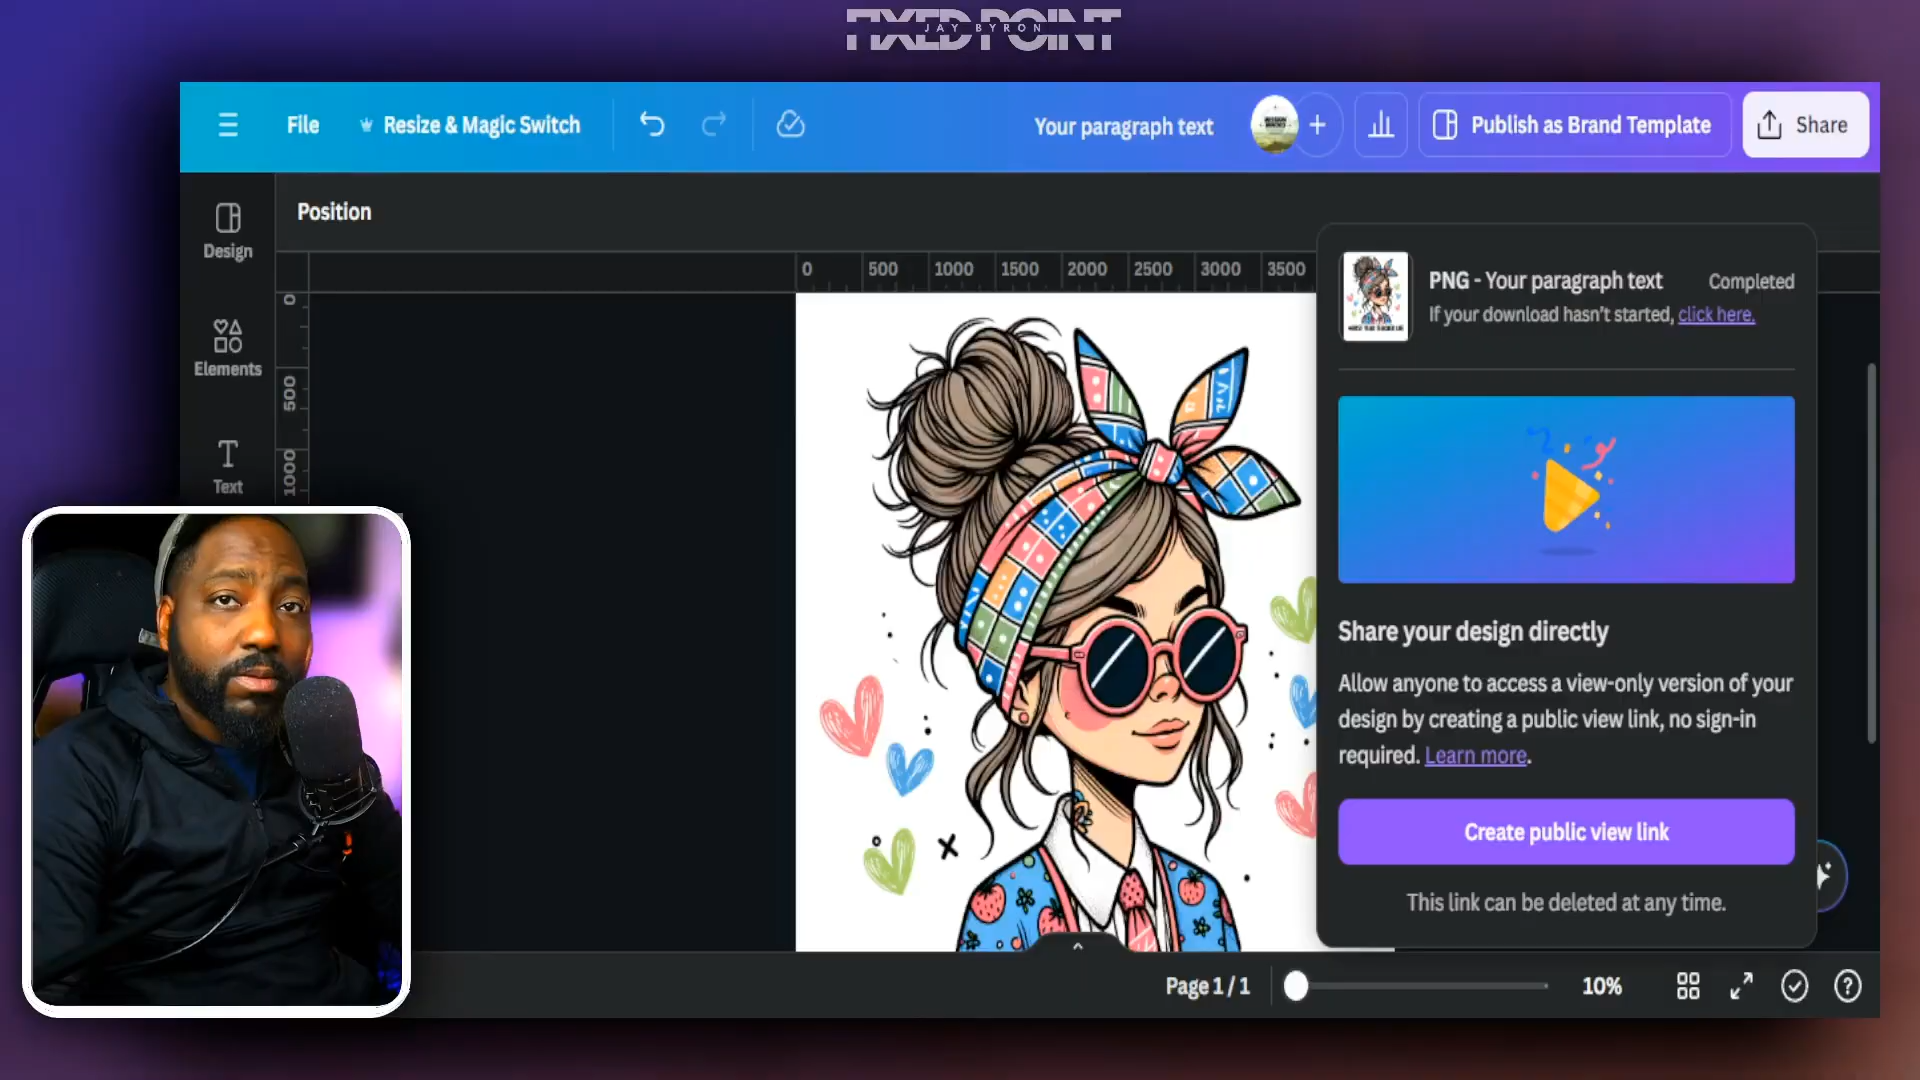 FIXED POINT
JAY BYRON
File
Resize & Magic Switch
Your paragraph text
Publish as Brand Template
Share
Design
Elements
Text
Position
0 500 1000 1500 2000 2500 3000 3500
0
500
1000
PNG - Your paragraph text
Completed
If your download hasn't started, click here.
Share your design directly
Allow anyone to access a view-only version of your
design by creating a public view link, no sign-in
required. Learn more.
Create public view link
This link can be deleted at any time.
Page 1 / 1
10%